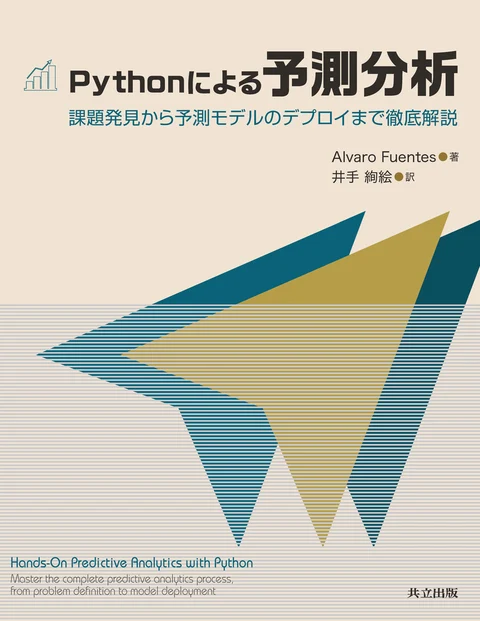 Pythonによる予測分析
課題発見から予測モデルのデプロイまで徹底解説
Alvaro Fuentes●著
井手 絢絵●訳
Hands-On Predictive Analytics with Python
Master the complete predictive analytics process,
from problem definition to model deployment
共立出版